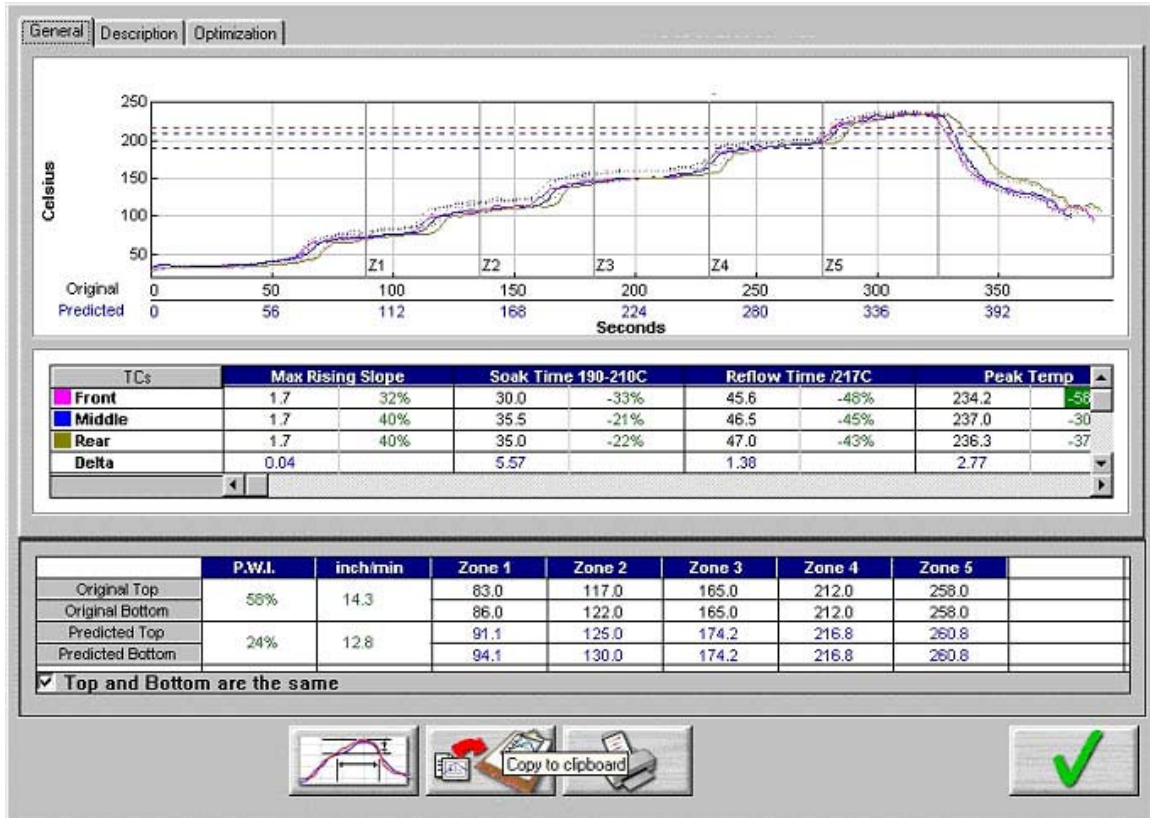 General Description Optimization
250
200
150
100
50
Celsius
Z1 Z2 Z3 Z4 Z5
Original 0 50 100 150 200 250 300 350
Predicted 0 56 112 168 224 280 336 392
Seconds
TCs Max Rising Slope Soak Time 190-210C Reflow Time /217C Peak Temp
Front 1.7 32% 30.0 -33% 45.6 -48% 234.2 -58
Middle 1.7 40% 35.5 -21% 46.5 -45% 237.0 -30
Rear 1.7 40% 35.0 -22% 47.0 -43% 236.3 -37
Delta 0.04 5.57 1.38 2.77
P.W.I. inch/min Zone 1 Zone 2 Zone 3 Zone 4 Zone 5
Original Top 58% 14.3 83.0 117.0 165.0 212.0 258.0
Original Bottom 86.0 122.0 165.0 212.0 258.0
Predicted Top 24% 12.8 91.1 125.0 174.2 216.8 260.8
Predicted Bottom 94.1 130.0 174.2 216.8 260.8
Top and Bottom are the same
Copy to clipboard